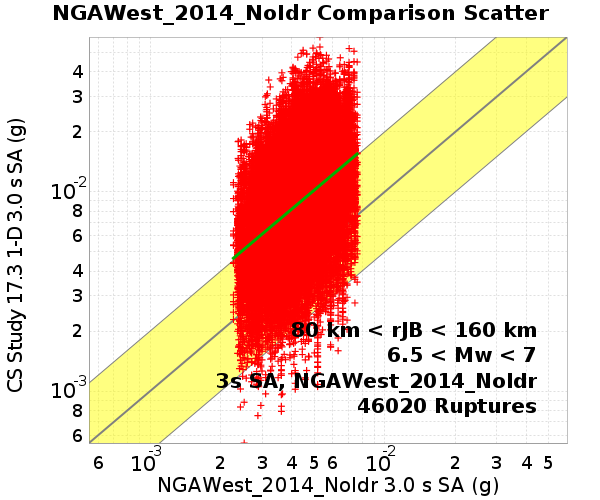 NGAWest_2014_NoIdr Comparison Scatter
CS Study 17.3 1-D 3.0 s SA (g)
4
3
2
10-2
8
6
4
3
2
10-3
8
6
80 km < rJB < 160 km
6.5 < Mw < 7
3s SA, NGAWest_2014_NoIdr
46020 Ruptures
6 10-3 2 3 4 5 6 10-2 2 3 4 5
NGAWest_2014_NoIdr 3.0 s SA (g)